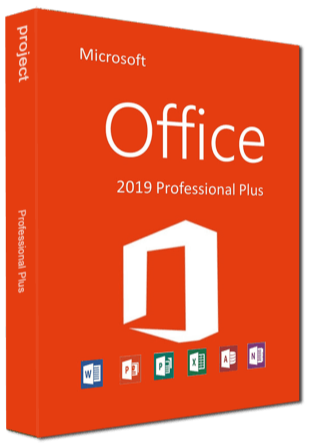 project
Professional Plus
Microsoft
Office
2019 Professional Plus
W P P X A N